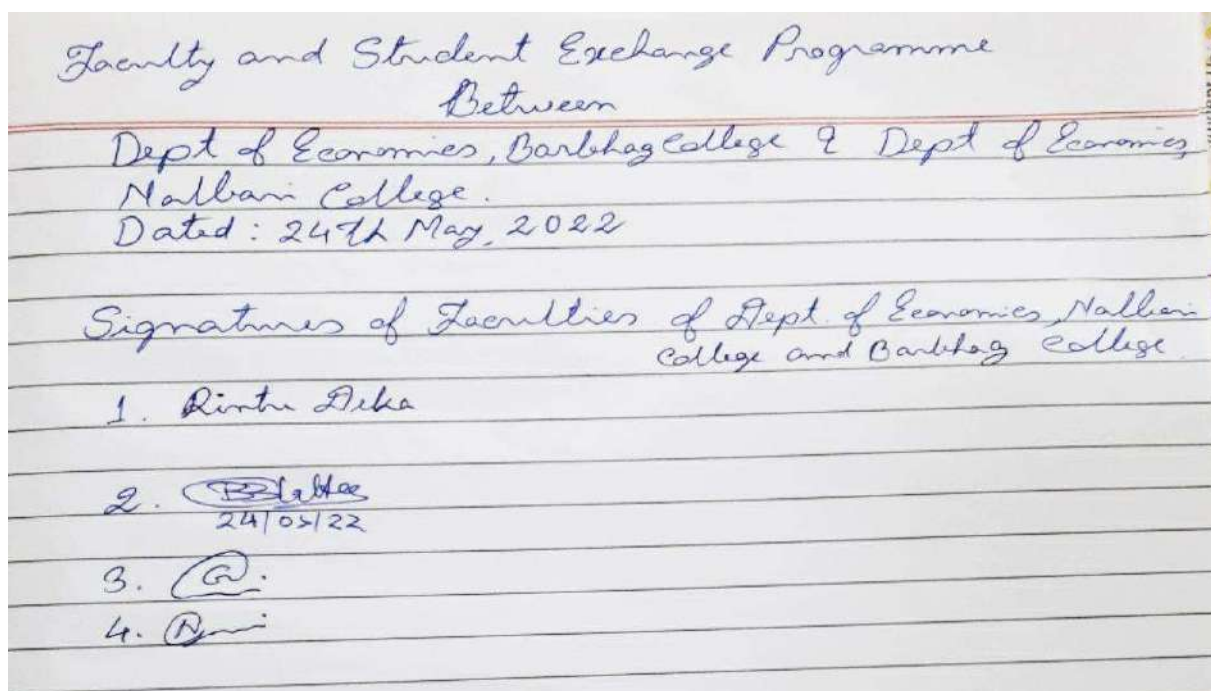 Faculty and Student Exchange Programme
Between
Dept of Economics, Barbhag College & Dept of Economics,
Nalbari College.
Dated : 24th May, 2022
Signatures of Faculties of Dept. of Economics, Nalbari
College and Barbhag College.
1. Rintu Deka
2.
24/05/22
3.
4.